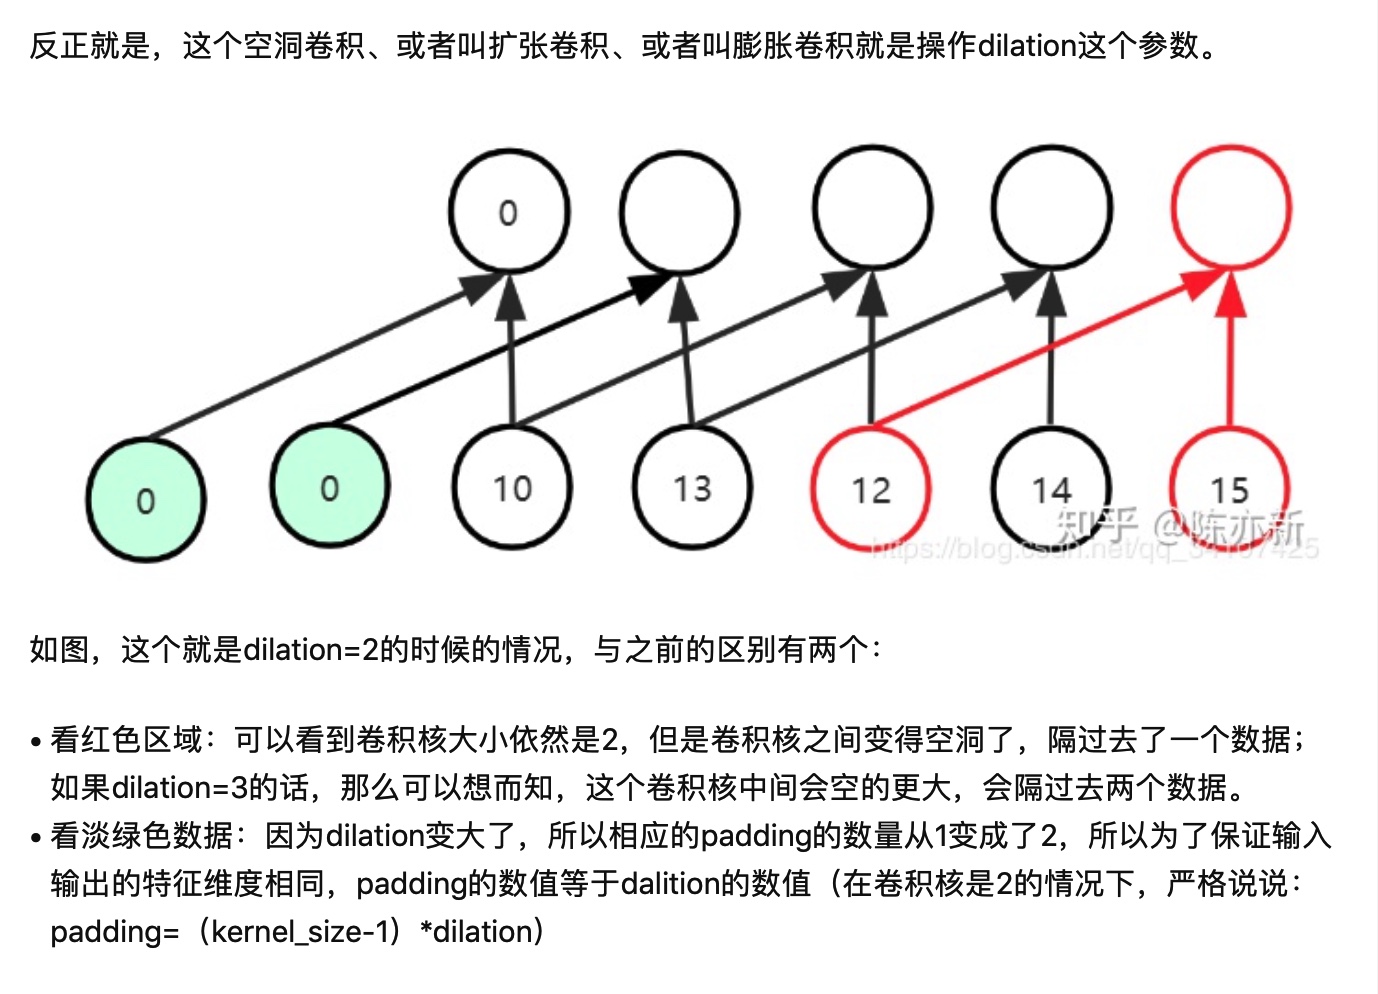 反正就是，这个空洞卷积、或者叫扩张卷积、或者叫膨胀卷积就是操作dilation这个参数。
0
0 0 10 13 12 14 15
知乎 @陈亦新
https://blog.csdn.net/qq_34107425
如图，这个就是dilation=2的时候的情况，与之前的区别有两个：
• 看红色区域：可以看到卷积核大小依然是2，但是卷积核之间变得空洞了，隔过去了一个数据；
如果dilation=3的话，那么可以想而知，这个卷积核中间会空的更大，会隔过去两个数据。
• 看淡绿色数据：因为dilation变大了，所以相应的padding的数量从1变成了2，所以为了保证输入
输出的特征维度相同，padding的数值等于dalition的数值（在卷积核是2的情况下，严格说说：
padding=（kernel_size-1）*dilation）